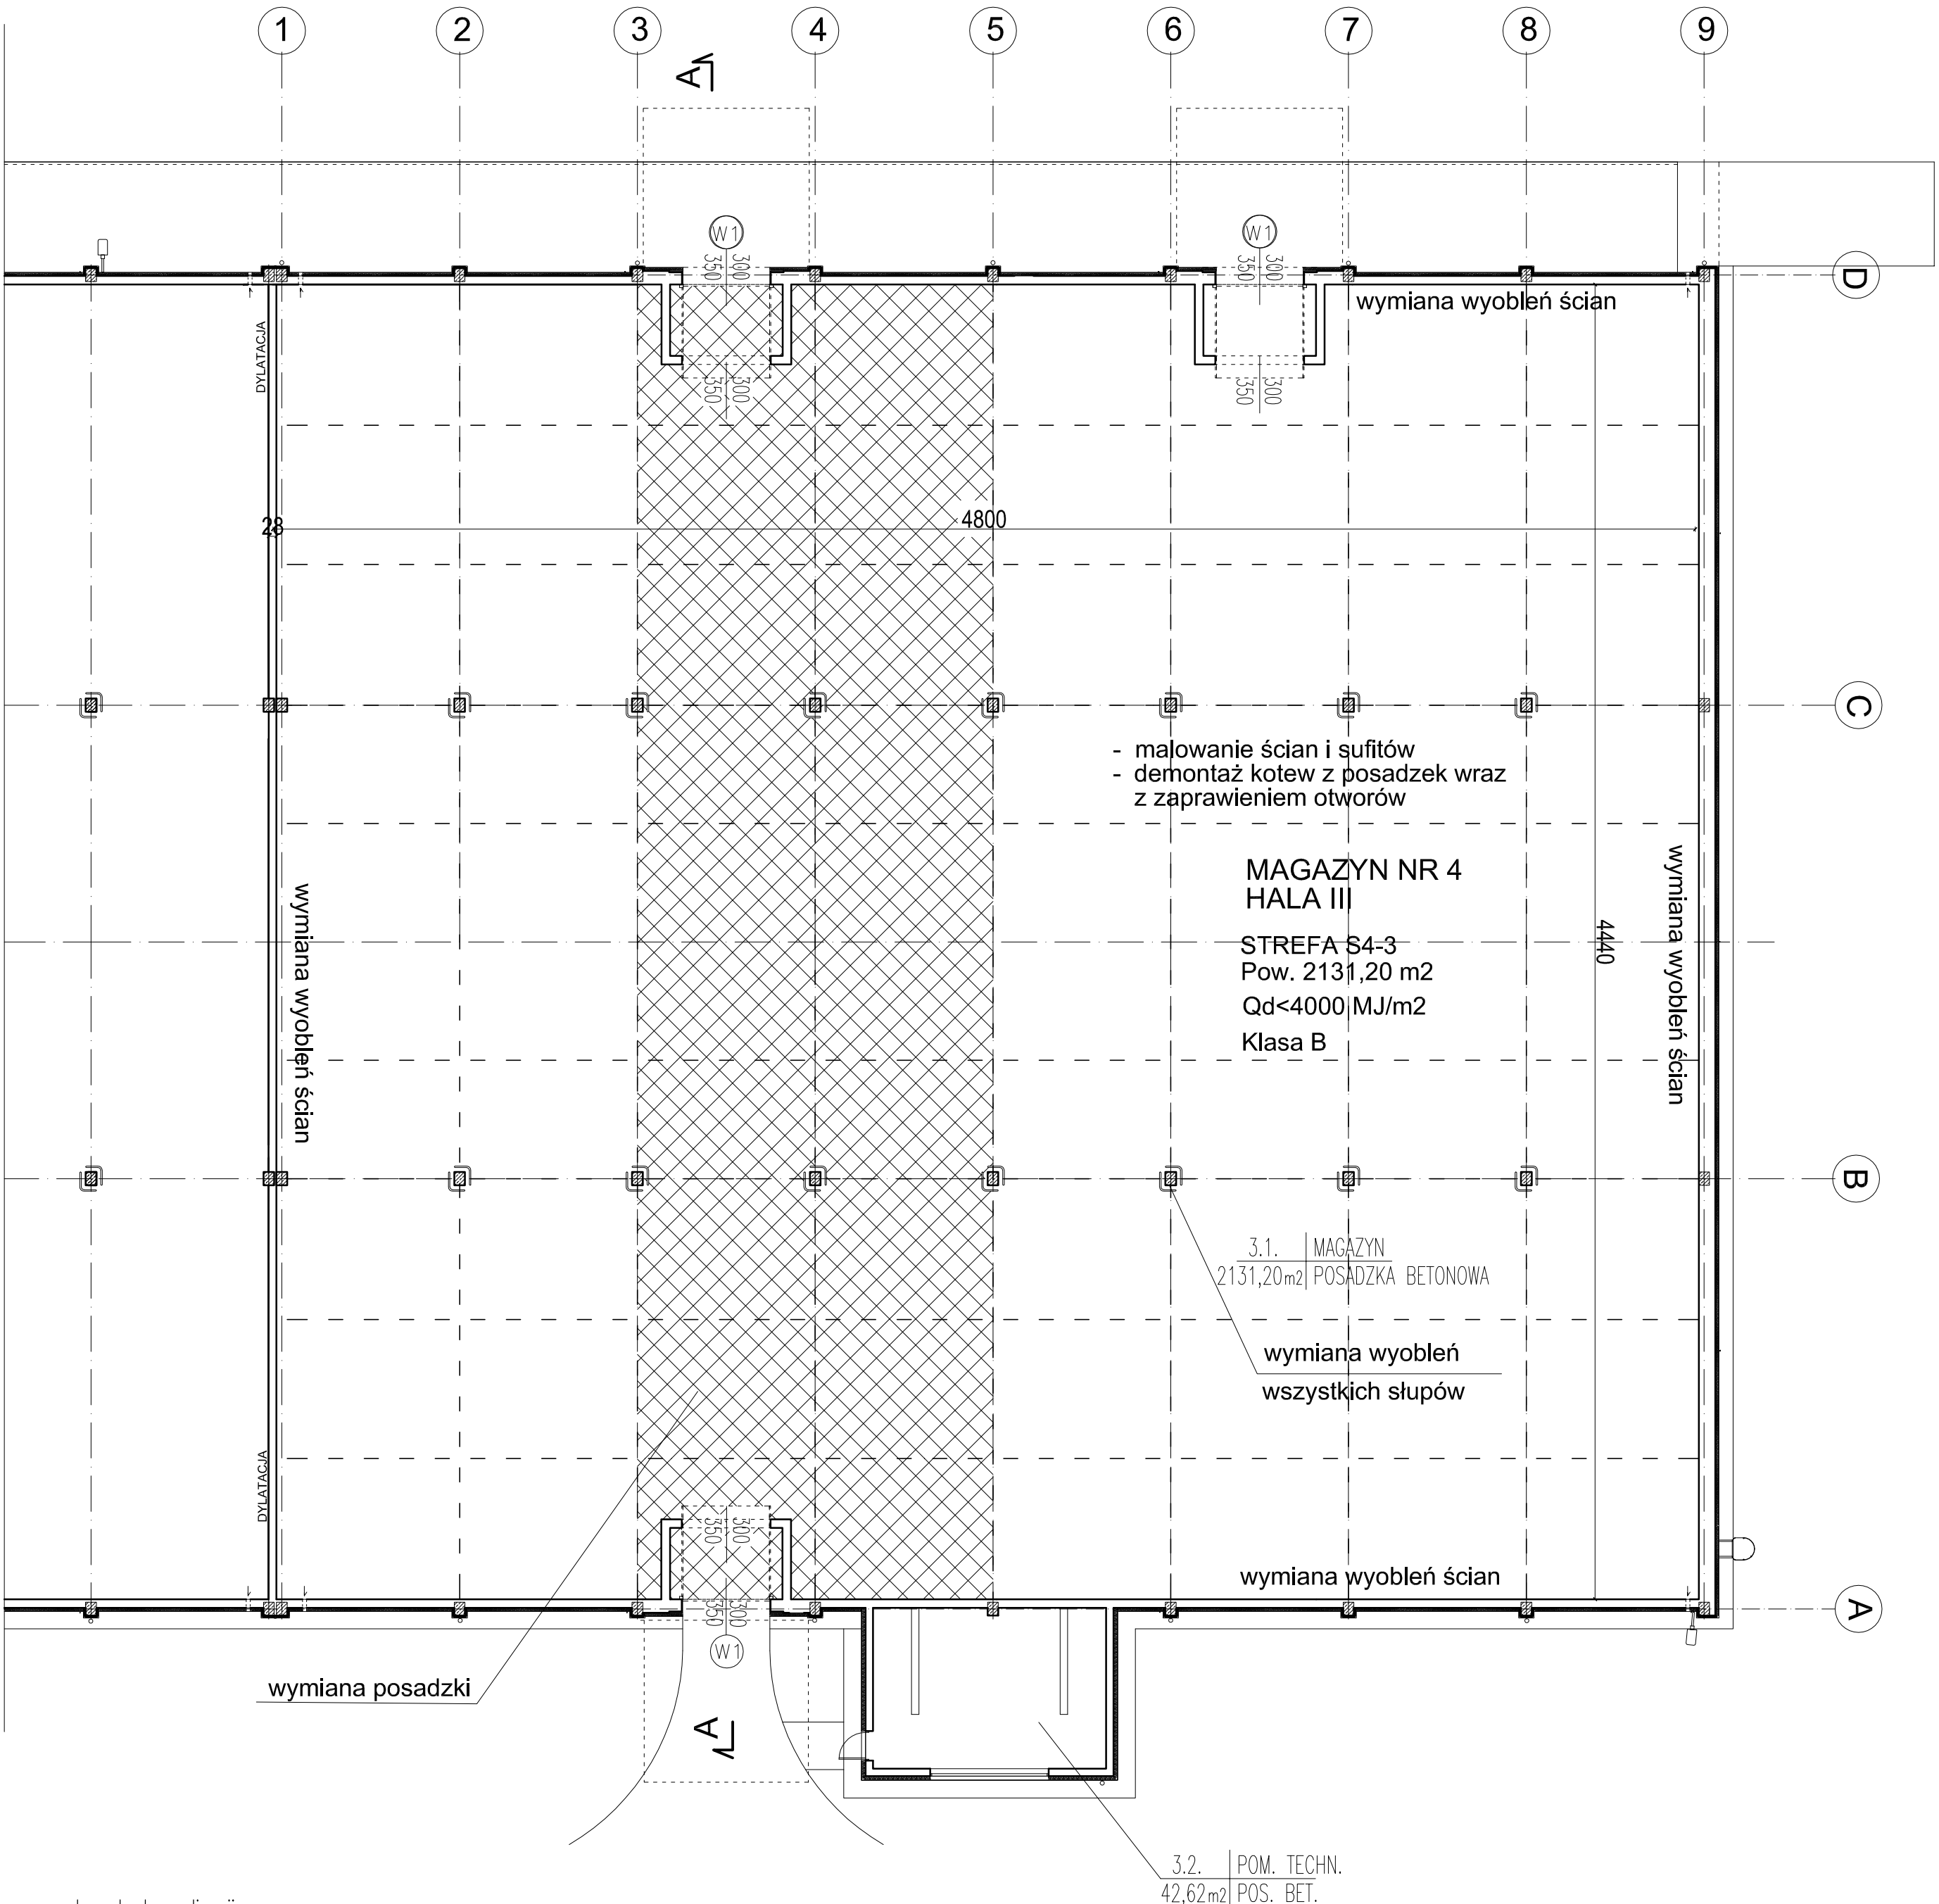 1 2 3 4 5 6 7 8 9
A
W1 W1
300 300
350 350
D
wymiana wyobleń ścian
DYLATACJA
300 300
350 350
28
4800
C
- malowanie ścian i sufitów
- demontaż kotew z posadzek wraz
z zaprawieniem otworów
MAGAZYN NR 4
HALA III
wymiana wyobleń ścian
wymiana wyobleń ścian
4440
STREFA S4-3
Pow. 2131,20 m2
Qd<4000 MJ/m2
Klasa B
B
3.1. MAGAZYN
2131,20m2 POSADZKA BETONOWA
wymiana wyobleń
wszystkich słupów
DYLATACJA
300
350
wymiana wyobleń ścian
300
350
A
W1
wymiana posadzki
A
3.2. POM. TECHN.
42,62m2 POS. BET.